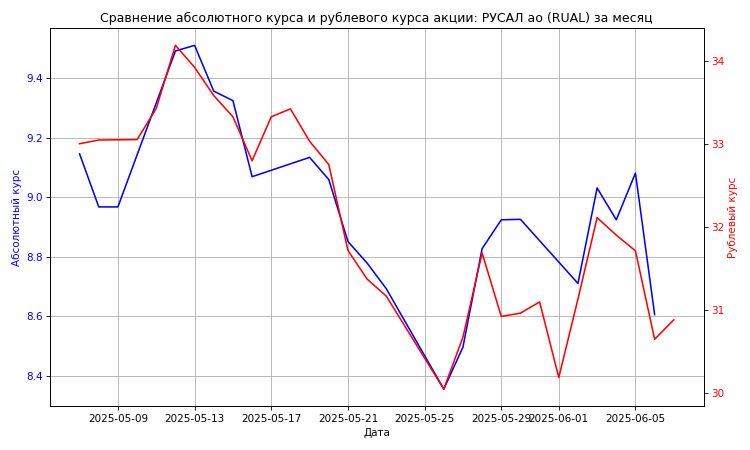 Сравнение абсолютного курса и рублевого курса акции: РУСАЛ ао (RUAL) за месяц
Абсолютный курс
9.4
9.2
9.0
8.8
8.6
8.4
34
33
32
31
30
Рублевый курс
2025-05-09 2025-05-13 2025-05-17 2025-05-21 2025-05-25 2025-05-29 2025-06-01 2025-06-05
Дата